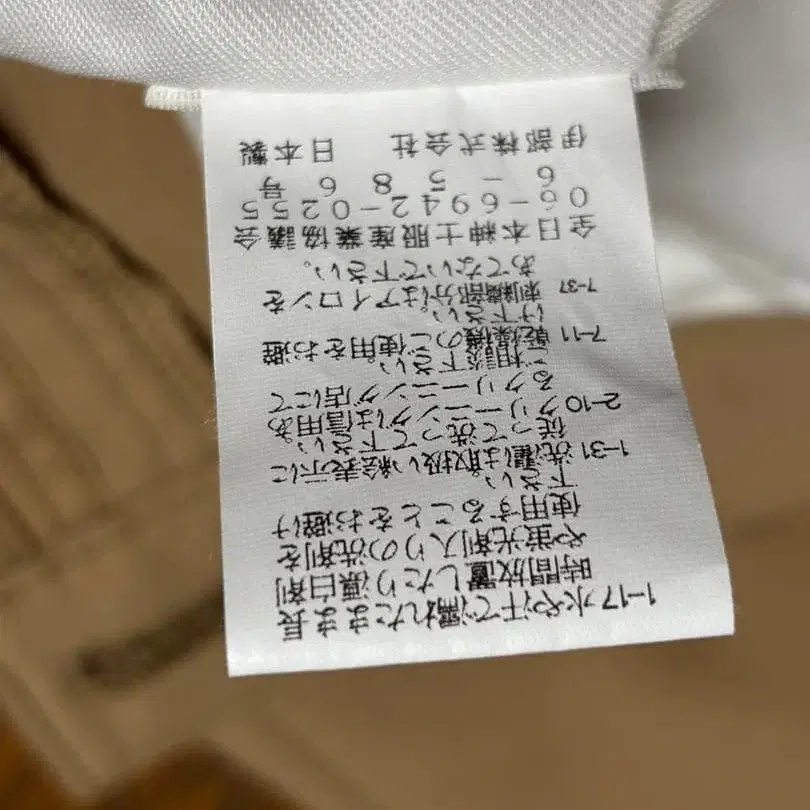 1-17 水や汗で濡れたまま長
時間放置したり漂白剤
や蛍光剤入りの洗剤を
使用することをお避け
下さい。
1-31 洗濯は取扱い絵表示に
従って洗って下さい。
2-10 クリーニングは信用あ
るクリーニング店にて
ご相談下さい。
7-11 乾燥機のご使用をお避
け下さい。
7-37 刺繍部分はアイロンを
あてないで下さい。
全日本紳士服産業協議会
06-6942-0255
6-586号
伊部株式会社 日本製